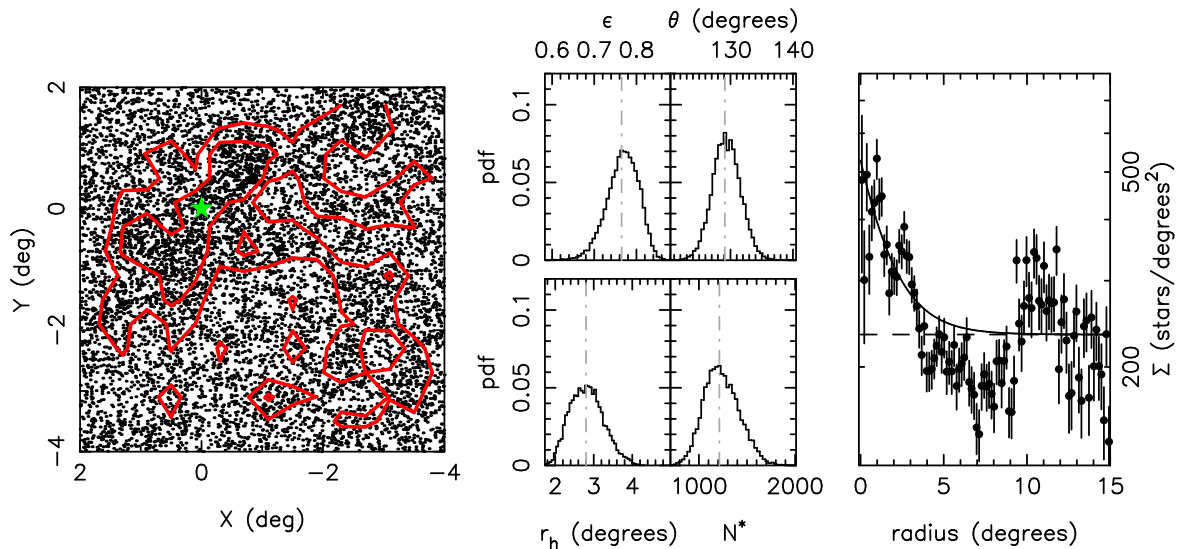 ϵ θ (degrees)
0.6 0.7 0.8 130 140
2
0
−2
−4
Y (deg)
2 0 −2 −4
X (deg)
0.1
0.05
0
pdf
0.1
0.05
0
pdf
2 3 4 1000 2000
r_h (degrees) N*
500
200
Σ (stars/degrees²)
0 5 10 15
radius (degrees)